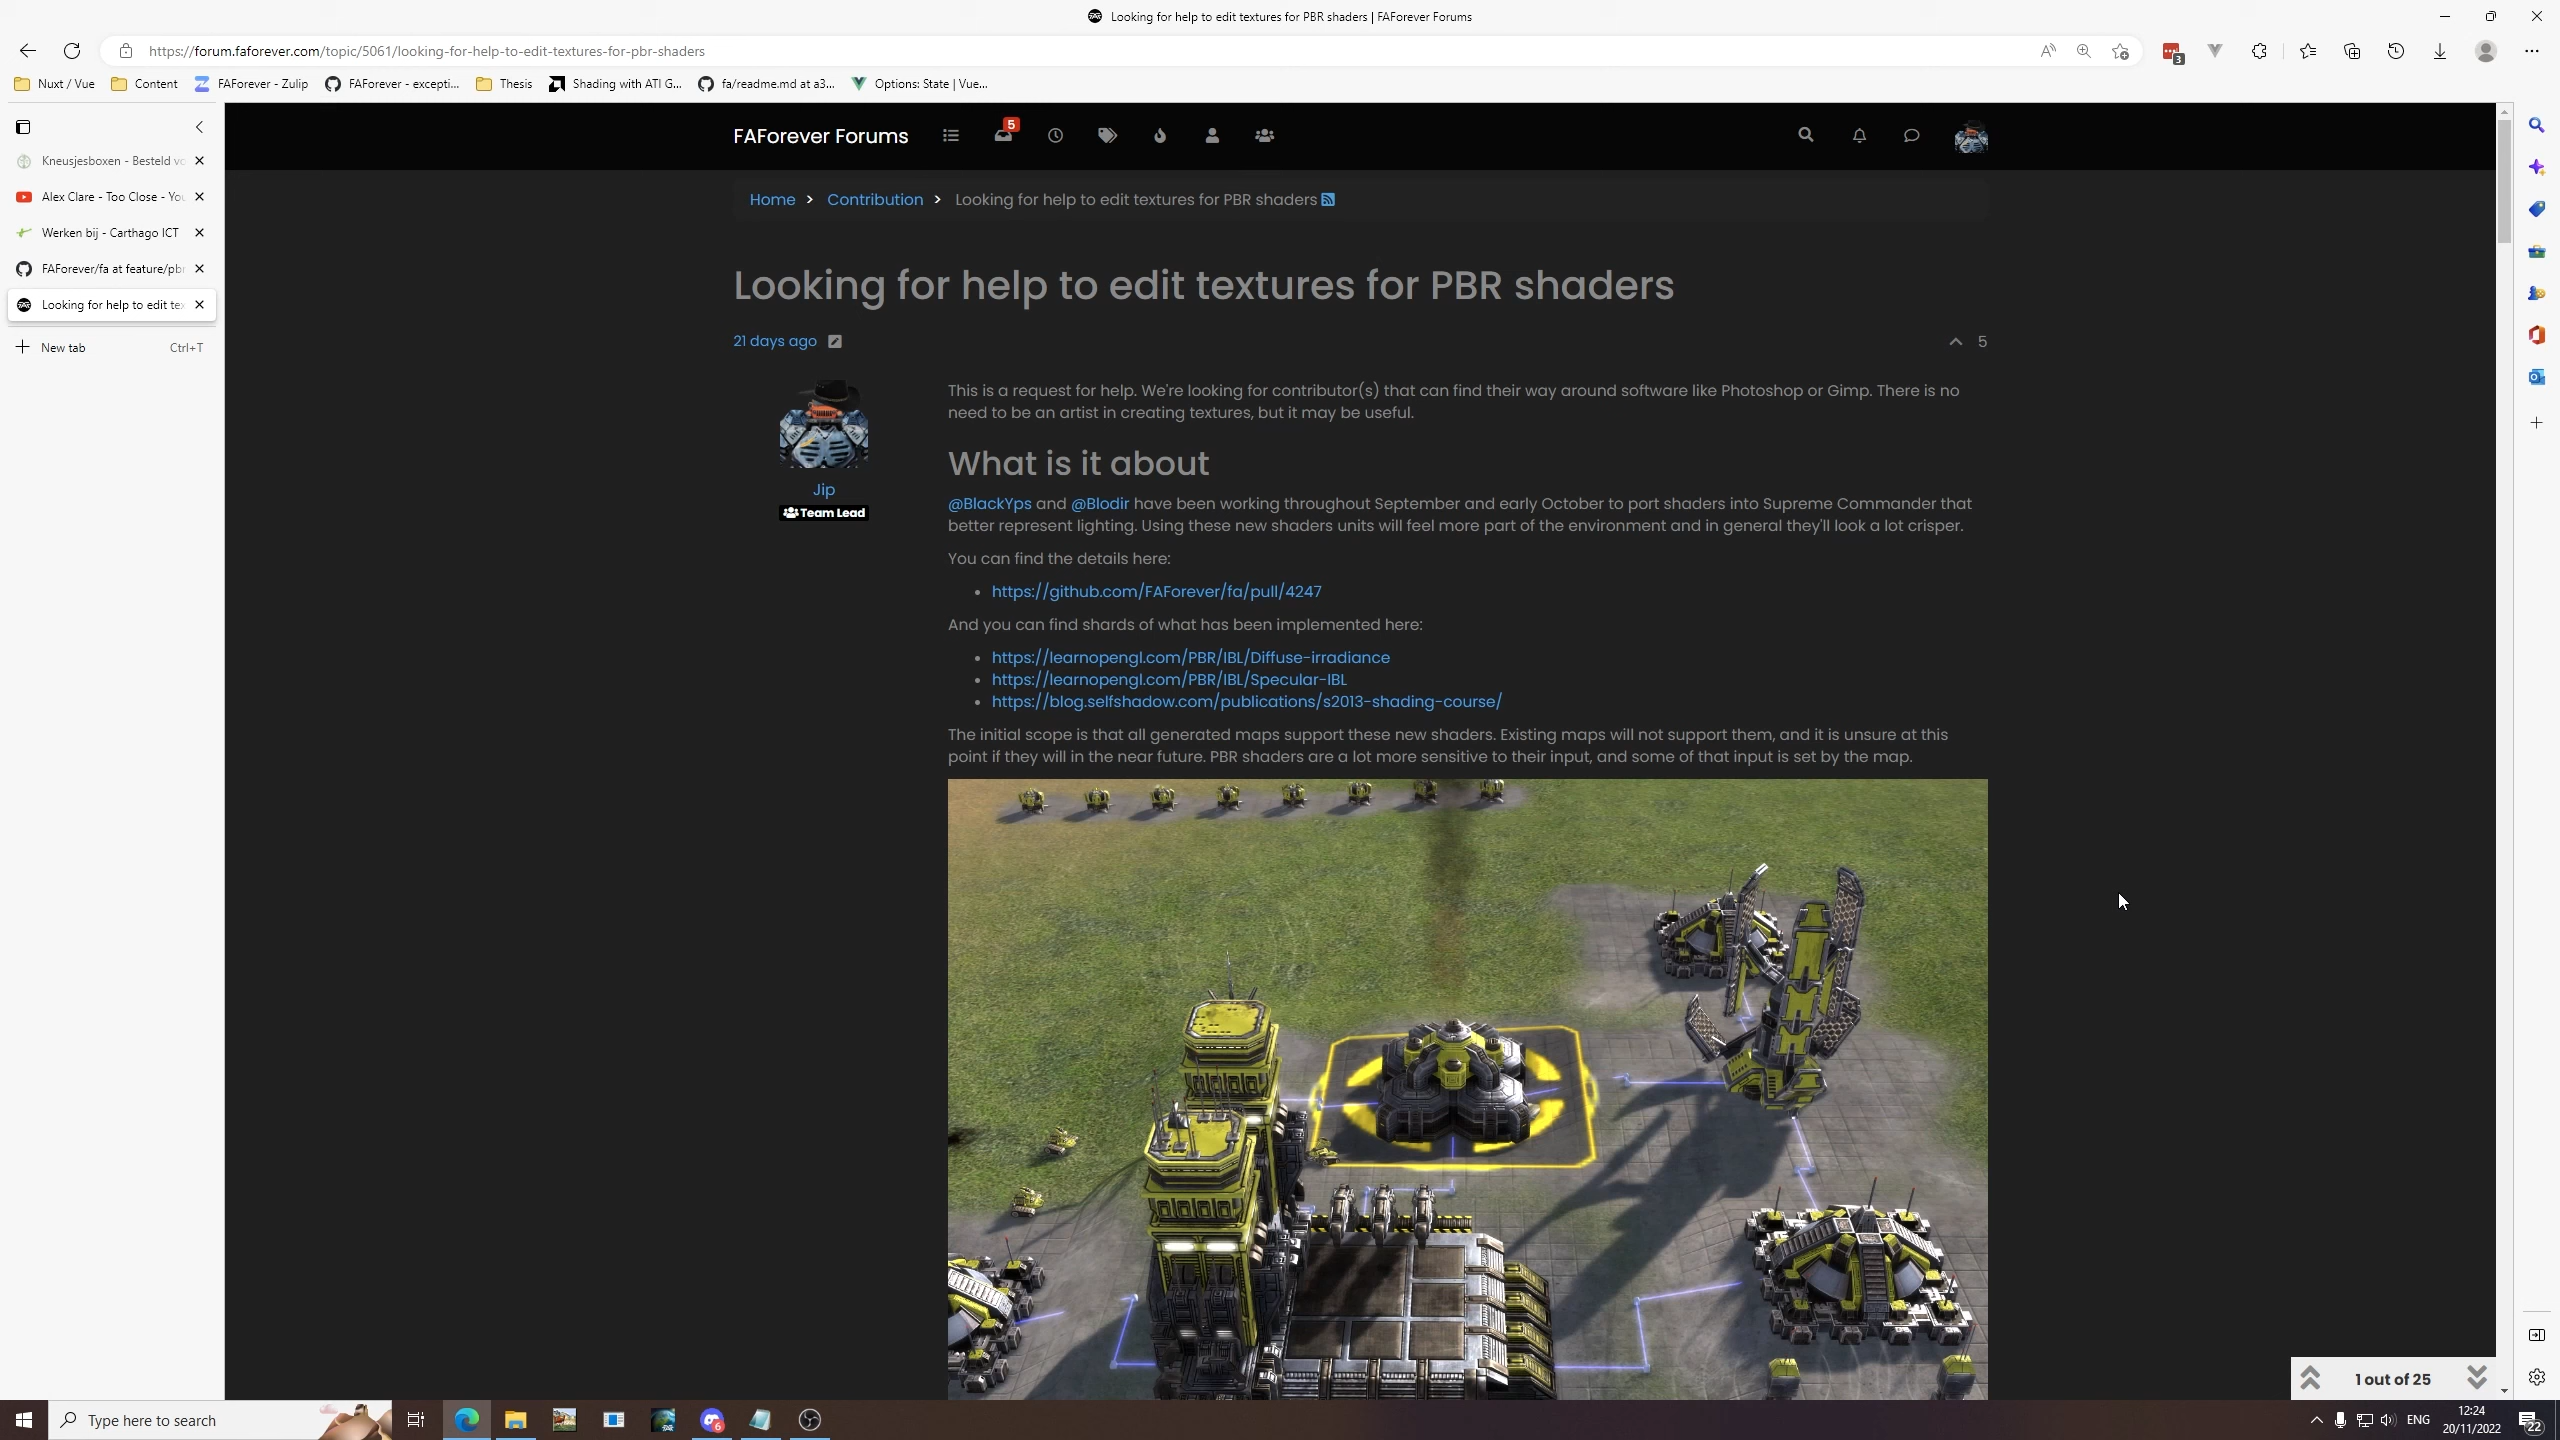 Looking for help to edit textures for PBR shaders | FAForever Forums
https://forum.faforever.com/topic/5061/looking-for-help-to-edit-textures-for-pbr-shaders
3
Nuxt / Vue
Content
FAForever - Zulip
FAForever - excepti...
Thesis
Shading with ATI G...
fa/readme.md at a3...
Options: State | Vue...
Kneusjesboxen - Besteld vo
Alex Clare - Too Close - You
Werken bij - Carthago ICT
FAForever/fa at feature/pbr
Looking for help to edit tex
New tab Ctrl+T
FAForever Forums
5
Home > Contribution > Looking for help to edit textures for PBR shaders
Looking for help to edit textures for PBR shaders
21 days ago
5
Jip
Team Lead
This is a request for help. We're looking for contributor(s) that can find their way around software like Photoshop or Gimp. There is no
need to be an artist in creating textures, but it may be useful.
What is it about
@BlackYps and @Blodir have been working throughout September and early October to port shaders into Supreme Commander that
better represent lighting. Using these new shaders units will feel more part of the environment and in general they'll look a lot crisper.
You can find the details here:
• https://github.com/FAForever/fa/pull/4247
And you can find shards of what has been implemented here:
• https://learnopengl.com/PBR/IBL/Diffuse-irradiance
• https://learnopengl.com/PBR/IBL/Specular-IBL
• https://blog.selfshadow.com/publications/s2013-shading-course/
The initial scope is that all generated maps support these new shaders. Existing maps will not support them, and it is unsure at this
point if they will in the near future. PBR shaders are a lot more sensitive to their input, and some of that input is set by the map.
1 out of 25
Type here to search
6
ENG
12:24
20/11/2022
22